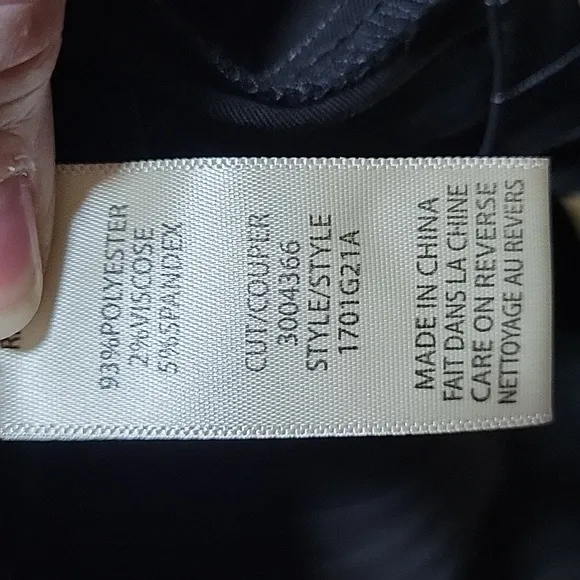 93%POLYESTER
2%VISCOSE
5%SPANDEX
CUT/COUPER
3004366
STYLE/STYLE
1701G21A
MADE IN CHINA
FAIT DANS LA CHINE
CARE ON REVERSE
NETTOYAGE AU REVERS